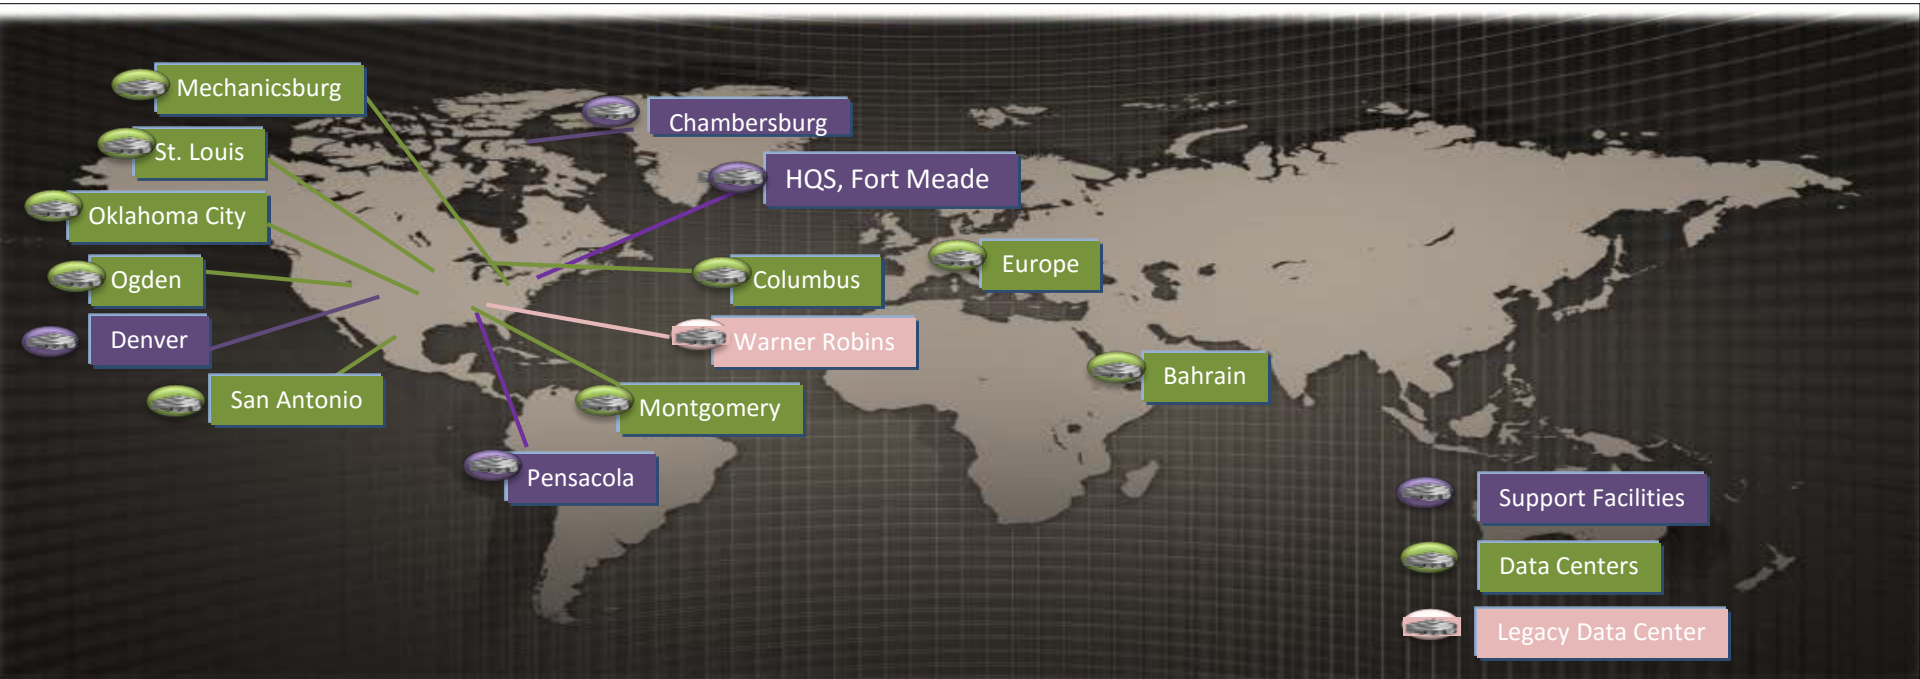 Mechanicsburg
Chambersburg
St. Louis
HQS, Fort Meade
Oklahoma City
Europe
Ogden
Columbus
Denver
Warner Robins
Bahrain
San Antonio
Montgomery
Pensacola
Support Facilities
Data Centers
Legacy Data Center